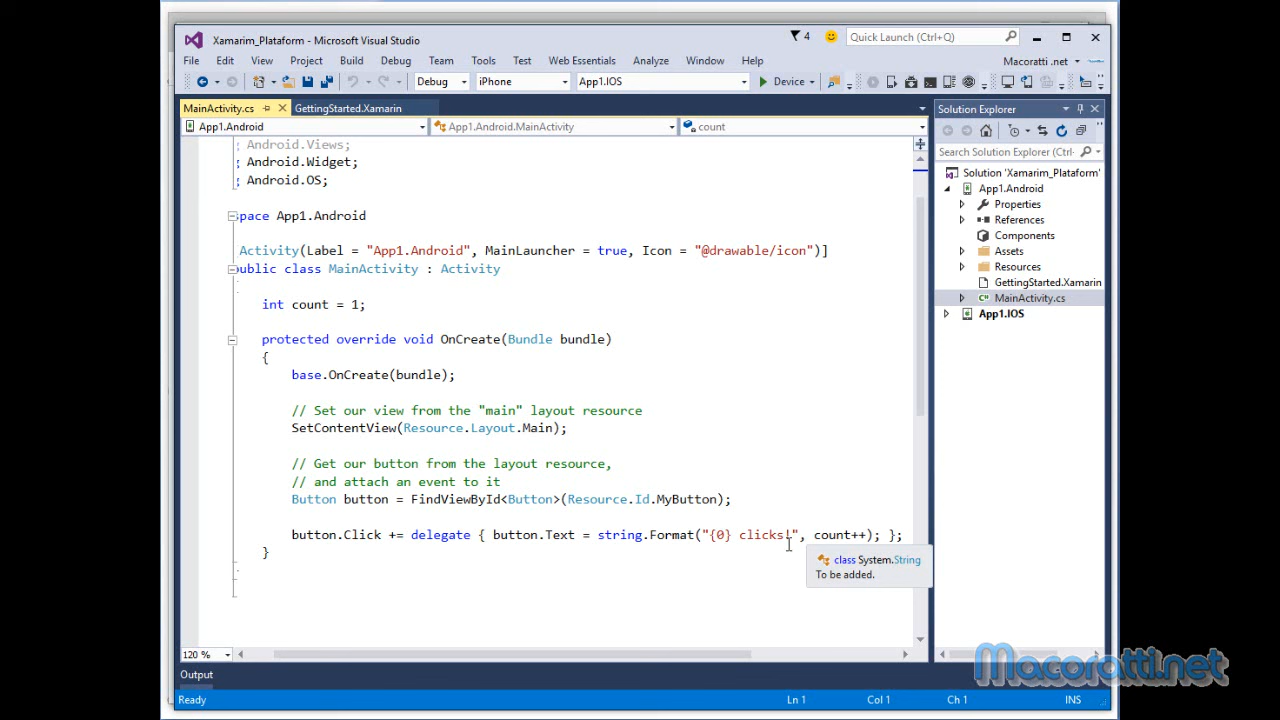 Xamarim_Plataform - Microsoft Visual Studio
4
Quick Launch (Ctrl+Q)
File Edit View Project Build Debug Team Tools Test Web Essentials Analyze Window Help
Macoratti .net
Debug iPhone App1.IOS Device
MainActivity.cs GettingStarted.Xamarin
App1.Android App1.Android.MainActivity count
; Android.Views;
; Android.Widget;
; Android.OS;
pace App1.Android
Activity(Label = "App1.Android", MainLauncher = true, Icon = "@drawable/icon")]
ublic class MainActivity : Activity
int count = 1;
protected override void OnCreate(Bundle bundle)
{
base.OnCreate(bundle);
// Set our view from the "main" layout resource
SetContentView(Resource.Layout.Main);
// Get our button from the layout resource,
// and attach an event to it
Button button = FindViewById<Button>(Resource.Id.MyButton);
button.Click += delegate { button.Text = string.Format("{0} clicks!", count++); };
}
class System.String
To be added.
120 %
Output
Ready Ln 1 Col 1 Ch 1 INS
Solution Explorer
Search Solution Explorer (Ctrl-
Solution 'Xamarim_Plataform'
App1.Android
Properties
References
Components
Assets
Resources
GettingStarted.Xamarin
C# MainActivity.cs
App1.IOS
Macoratti.net